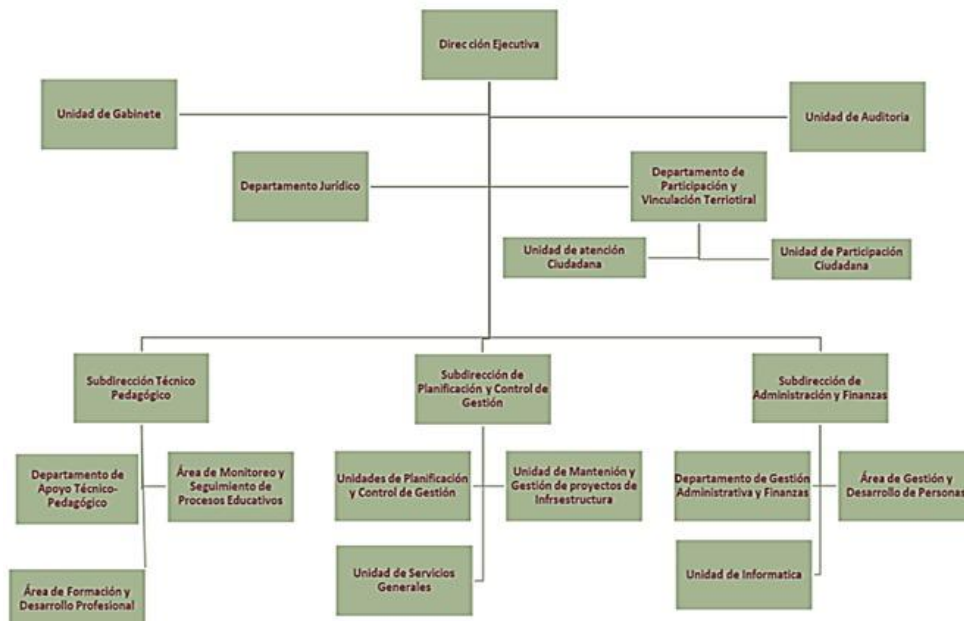 Dirección Ejecutiva
Unidad de Gabinete
Unidad de Auditoria
Departamento Jurídico
Departamento de
Participación y
Vinculación Terriotiral
Unidad de atención
Ciudadana
Unidad de Participación
Ciudadana
Subdirección Técnico
Pedagógico
Subdirección de
Planificación y Control de
Gestión
Subdirección de
Administración y Finanzas
Departamento de
Apoyo Técnico-
Pedagógico
Área de Monitoreo y
Seguimiento de
Procesos Educativos
Unidades de Planificación
y Control de Gestión
Unidad de Mantenión y
Gestión de proyectos de
Infrsestructura
Departamento de Gestión
Administrativa y Finanzas
Área de Gestión y
Desarrollo de Personas
Área de Formación y
Desarrollo Profesional
Unidad de Servicios
Generales
Unidad de Informatica